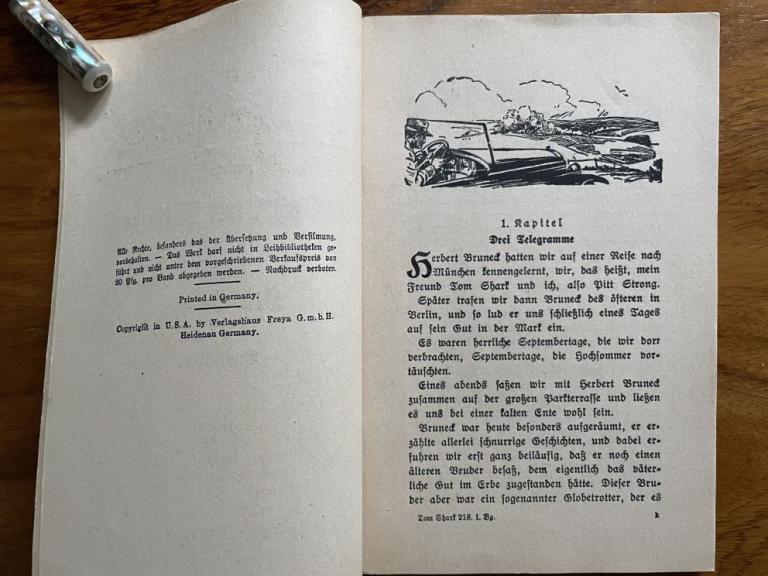 Alle Rechte, besonders das der Übersetzung und Verfilmung,
vorbehalten. — Das Werk darf nicht in Leihbibliotheken ge-
führt und nicht unter dem vorgeschriebenen Verkaufspreis von
20 Pfg. pro Band abgegeben werden. — Nachdruck verboten.
Printed in Germany.
Copyright in U.S.A. by Verlagshaus Freya G.m.b.H.
Heidenau Germany.
1. Kapitel
Drei Telegramme
Herbert Bruneck hatten wir auf einer Reise nach
München kennengelernt, wir, das heißt, mein
Freund Tom Shark und ich, also Pitt Strong.
Später trafen wir dann Bruneck des öfteren in
Berlin, und so lud er uns schließlich eines Tages
auf sein Gut in der Mark ein.
Es waren herrliche Septembertage, die wir dort
verbrachten, Septembertage, die Hochsommer vor-
täuschten.
Eines abends saßen wir mit Herbert Bruneck
zusammen auf der großen Parkterrasse und ließen
es uns bei einer kalten Ente wohl sein.
Bruneck war heute besonders aufgeräumt, er er-
zählte allerlei schnurrige Geschichten, und dabei er-
fuhren wir erst ganz beiläufig, daß er noch einen
älteren Bruder besaß, dem eigentlich das väter-
liche Gut im Erbe zugestanden hätte. Dieser Bru-
der aber war ein sogenannter Globetrotter, der es
Tom Shark 218. 1. Bg.